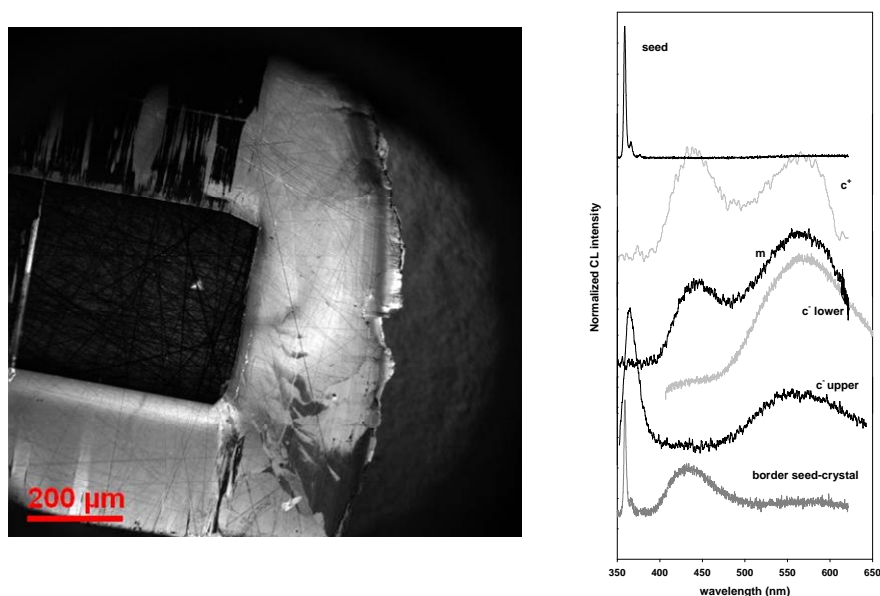 200 µm
Normalized CL intensity
seed
c⁺
m
c⁻ lower
c⁻ upper
border seed-crystal
350 400 450 500 550 600 650
wavelength (nm)